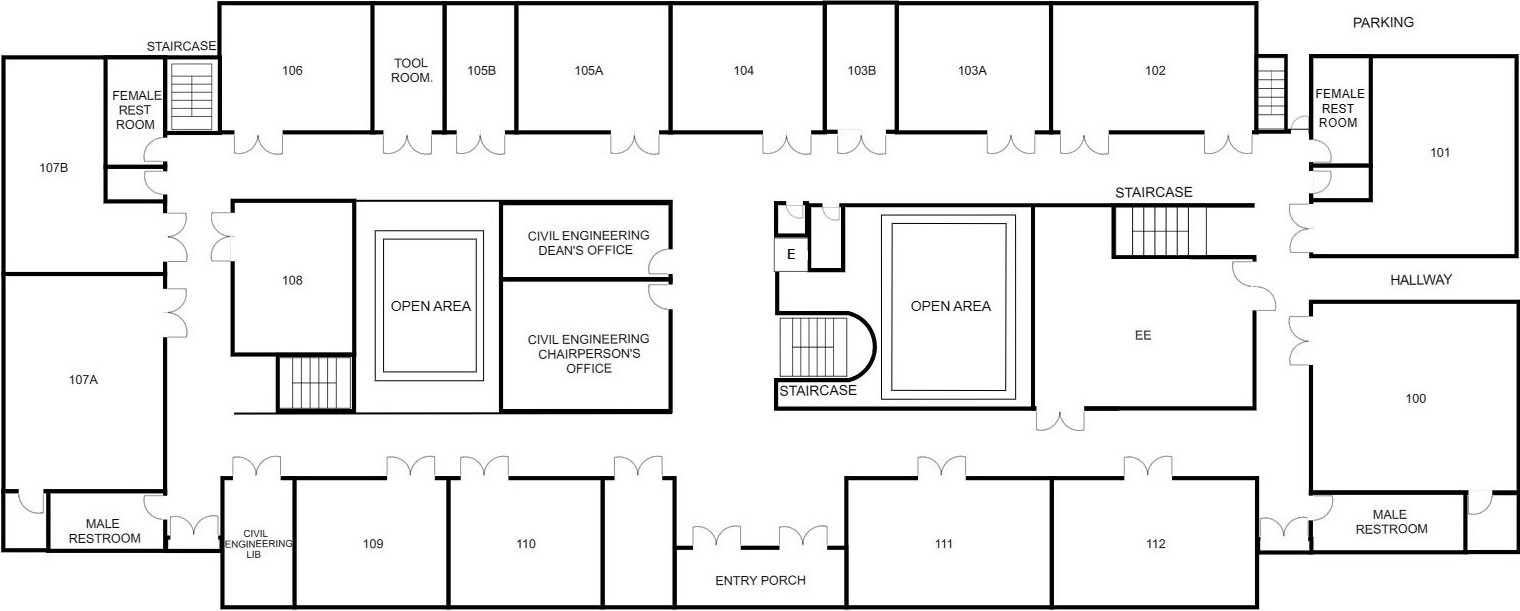 PARKING
STAIRCASE
106
TOOL
ROOM.
105B
105A
104
103B
103A
102
FEMALE
REST
ROOM
FEMALE
REST
ROOM
107B
101
STAIRCASE
CIVIL ENGINEERING
DEAN'S OFFICE
E
108
HALLWAY
OPEN AREA
OPEN AREA
EE
CIVIL ENGINEERING
CHAIRPERSON'S
OFFICE
107A
STAIRCASE
100
MALE
RESTROOM
CIVIL
ENGINEERING
LIB
109
110
111
112
MALE
RESTROOM
ENTRY PORCH